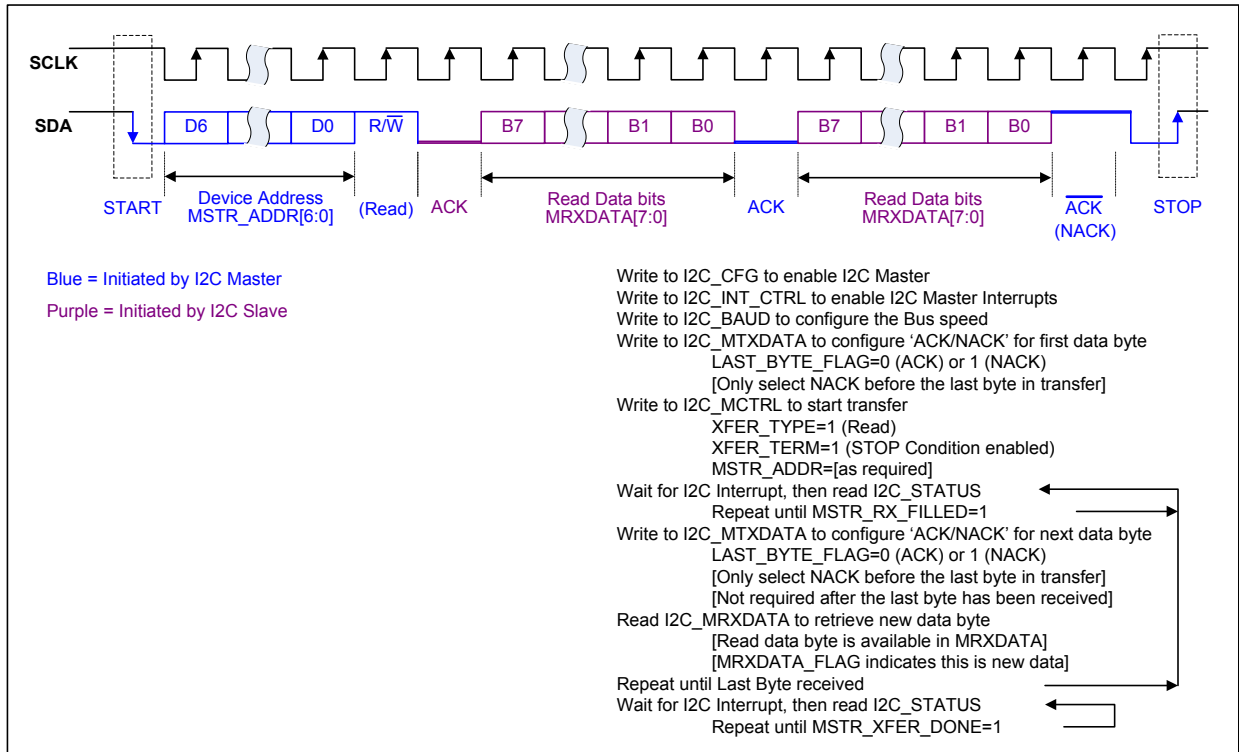 SCLK
SDA
D6 D0 R/W B7 B1 B0 B7 B1 B0
START
Device Address
MSTR_ADDR[6:0]
(Read)
ACK
Read Data bits
MRXDATA[7:0]
ACK
Read Data bits
MRXDATA[7:0]
ACK
(NACK)
STOP
Blue = Initiated by I2C Master
Purple = Initiated by I2C Slave
Write to I2C_CFG to enable I2C Master
Write to I2C_INT_CTRL to enable I2C Master Interrupts
Write to I2C_BAUD to configure the Bus speed
Write to I2C_MTXDATA to configure ‘ACK/NACK’ for first data byte
LAST_BYTE_FLAG=0 (ACK) or 1 (NACK)
[Only select NACK before the last byte in transfer]
Write to I2C_MCTRL to start transfer
XFER_TYPE=1 (Read)
XFER_TERM=1 (STOP Condition enabled)
MSTR_ADDR=[as required]
Wait for I2C Interrupt, then read I2C_STATUS
Repeat until MSTR_RX_FILLED=1
Write to I2C_MTXDATA to configure ‘ACK/NACK’ for next data byte
LAST_BYTE_FLAG=0 (ACK) or 1 (NACK)
[Only select NACK before the last byte in transfer]
[Not required after the last byte has been received]
Read I2C_MRXDATA to retrieve new data byte
[Read data byte is available in MRXDATA]
[MRXDATA_FLAG indicates this is new data]
Repeat until Last Byte received
Wait for I2C Interrupt, then read I2C_STATUS
Repeat until MSTR_XFER_DONE=1